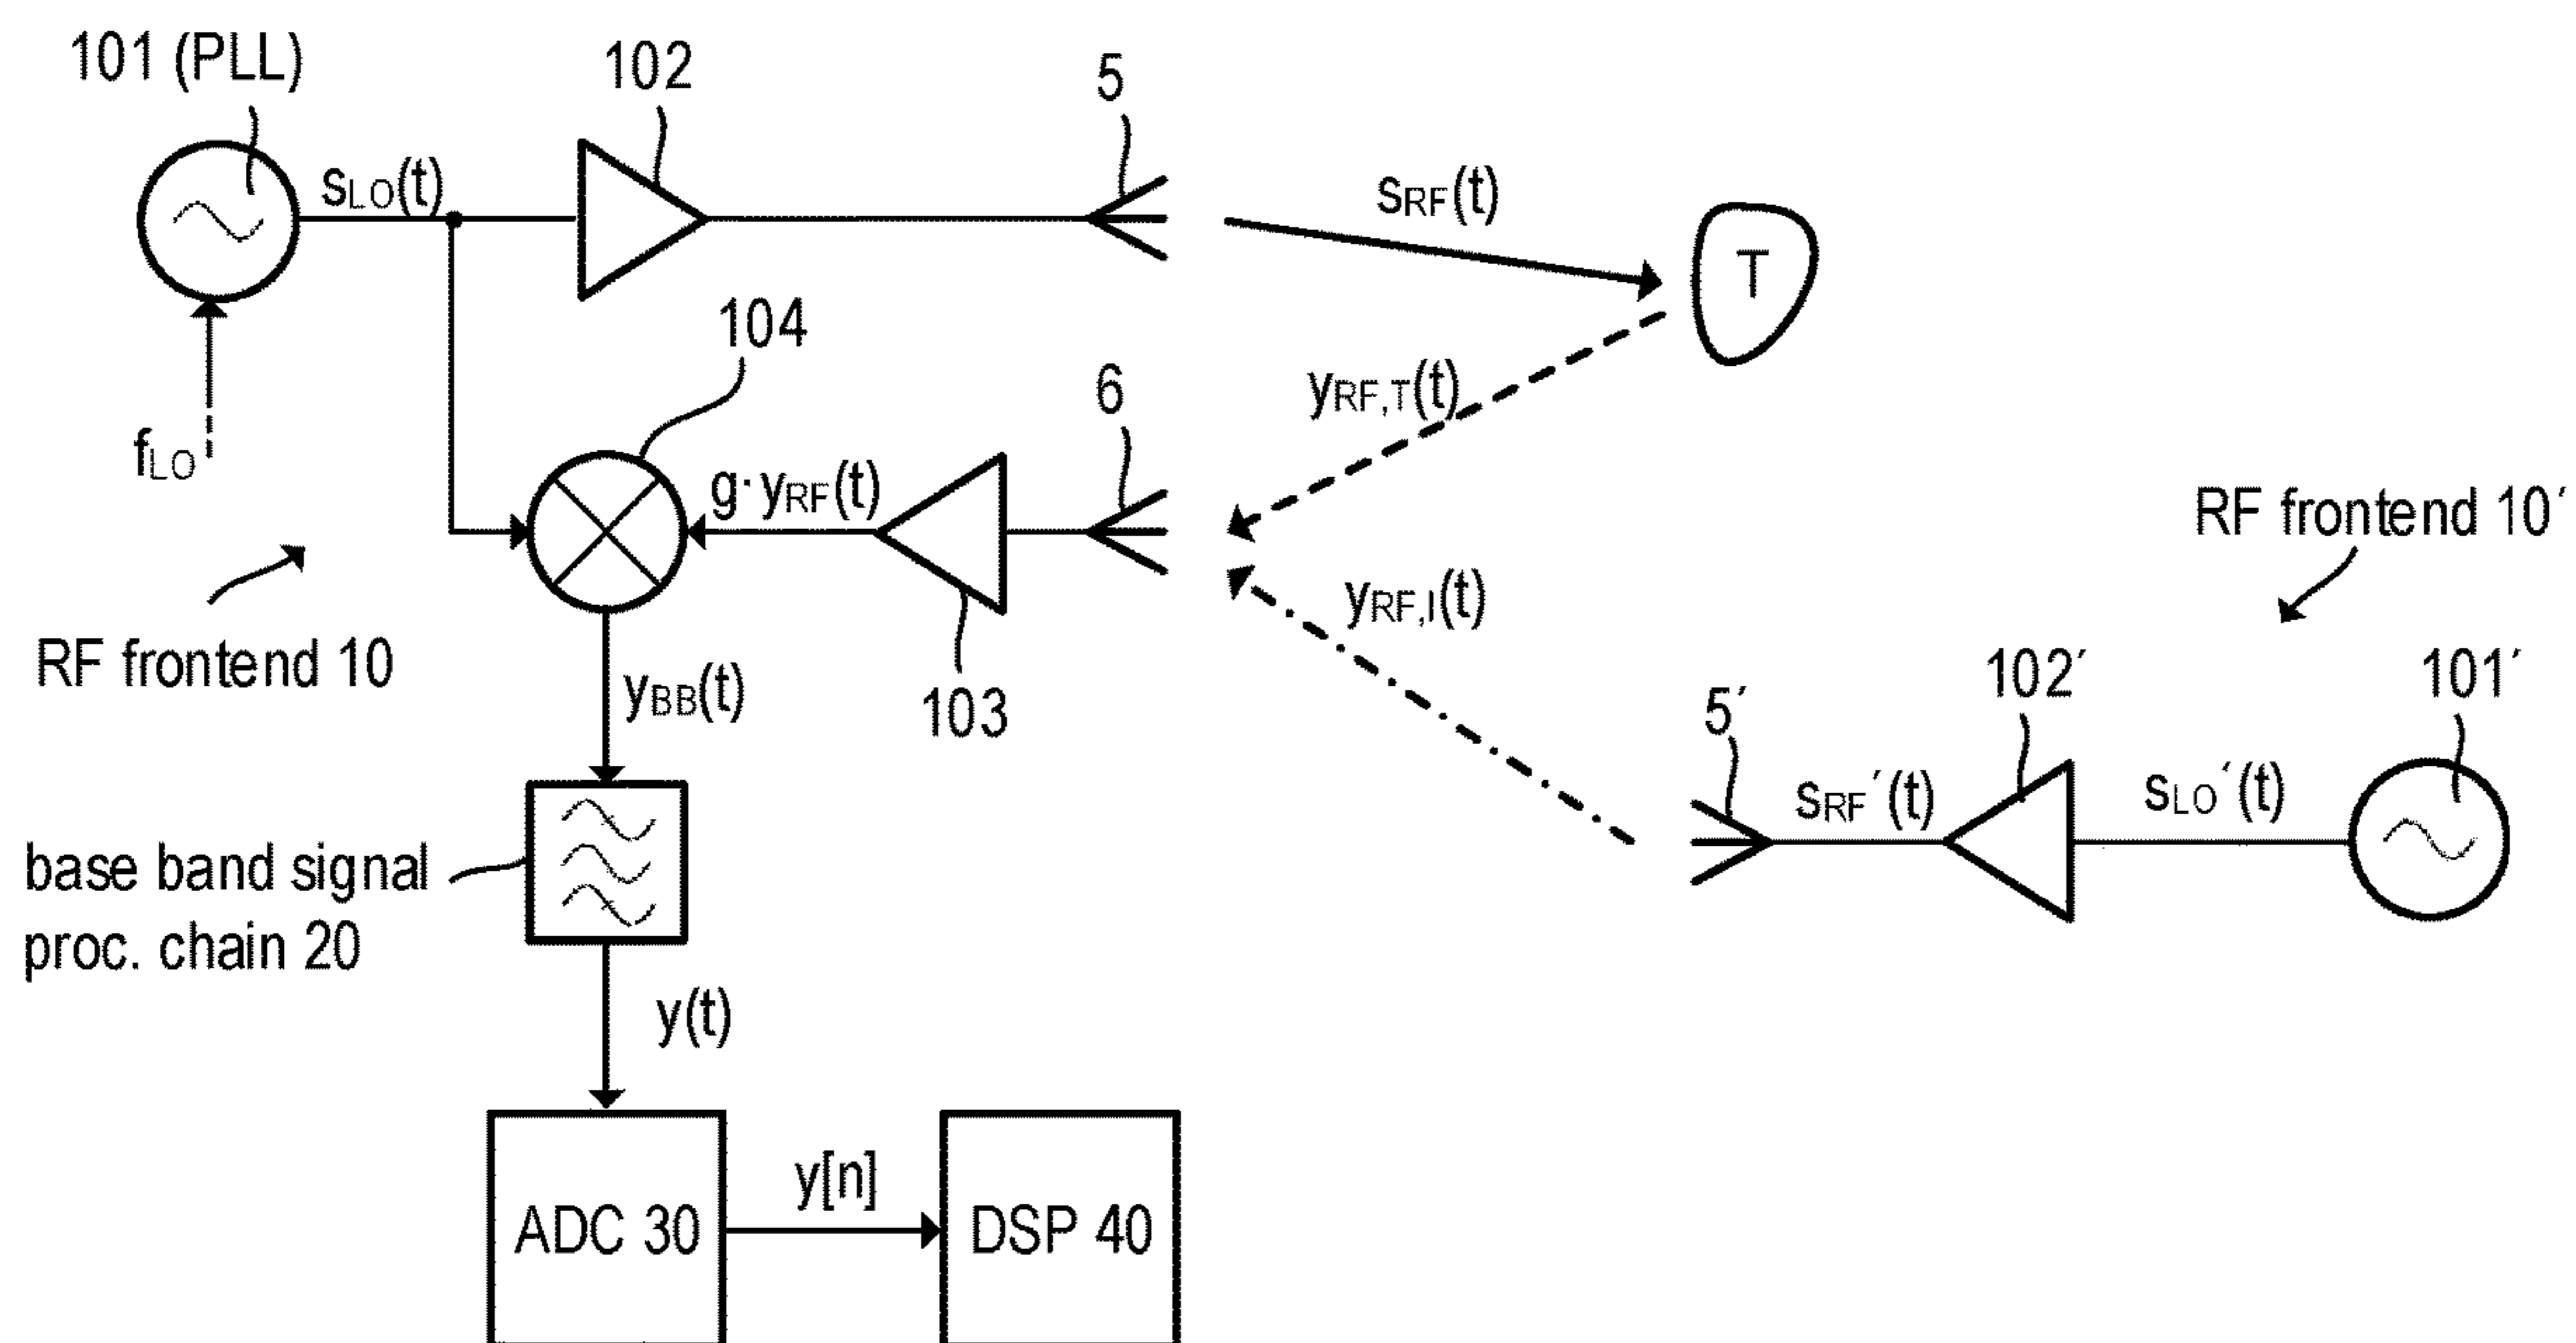 101 (PLL)
102
5
sLO(t)
sRF(t)
T
104
6
yRF,T(t)
fLO
g·yRF(t)
RF frontend 10´
yRF,I(t)
RF frontend 10
yBB(t)
103
5´
102´
101´
sRF´(t)
sLO´(t)
base band signal
proc. chain 20
y(t)
y[n]
ADC 30
DSP 40